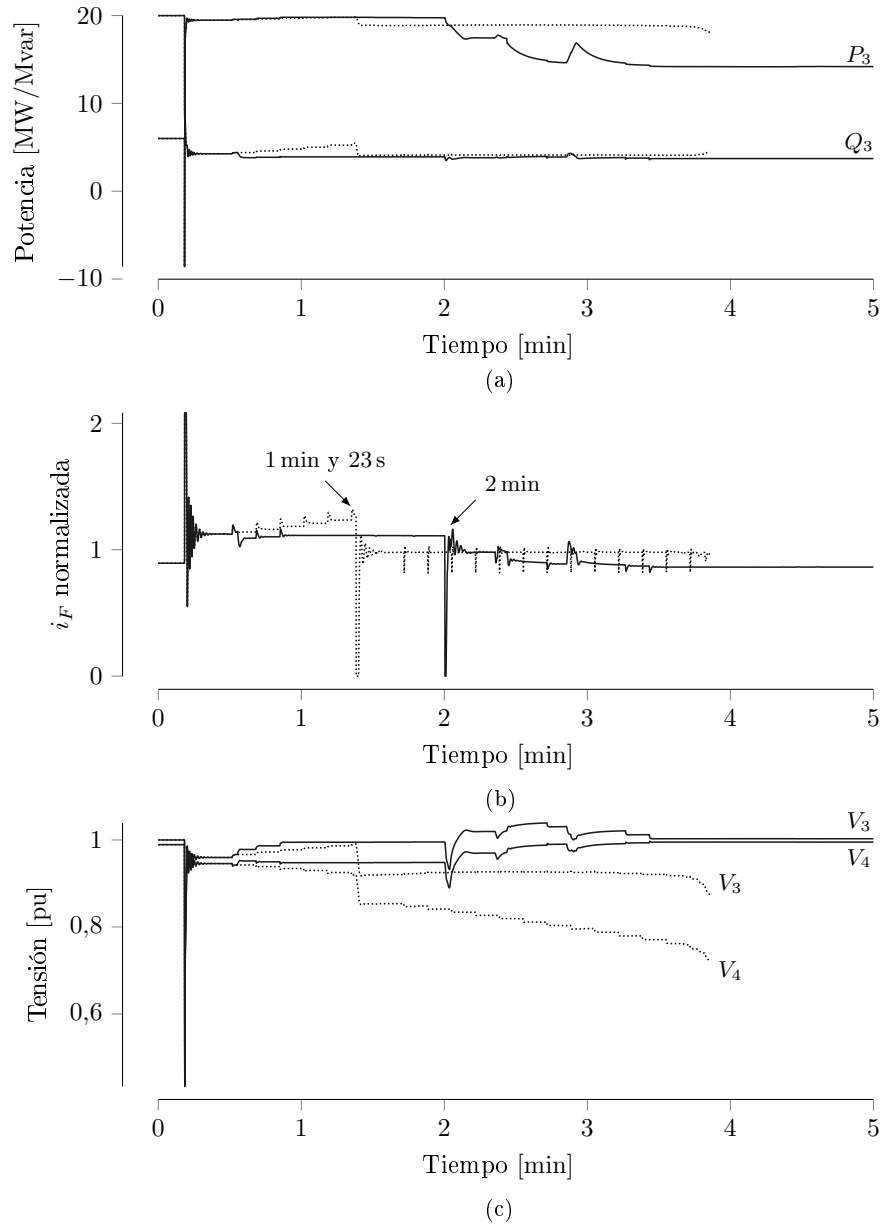 20
10
0
−10
Potencia [MW/Mvar]
P3
Q3
0 1 2 3 4 5
Tiempo [min]
(a)
2
1
0
iF normalizada
1 min y 23 s
2 min
0 1 2 3 4 5
Tiempo [min]
(b)
1
0,8
0,6
Tensión [pu]
V3
V4
V3
V4
0 1 2 3 4 5
Tiempo [min]
(c)